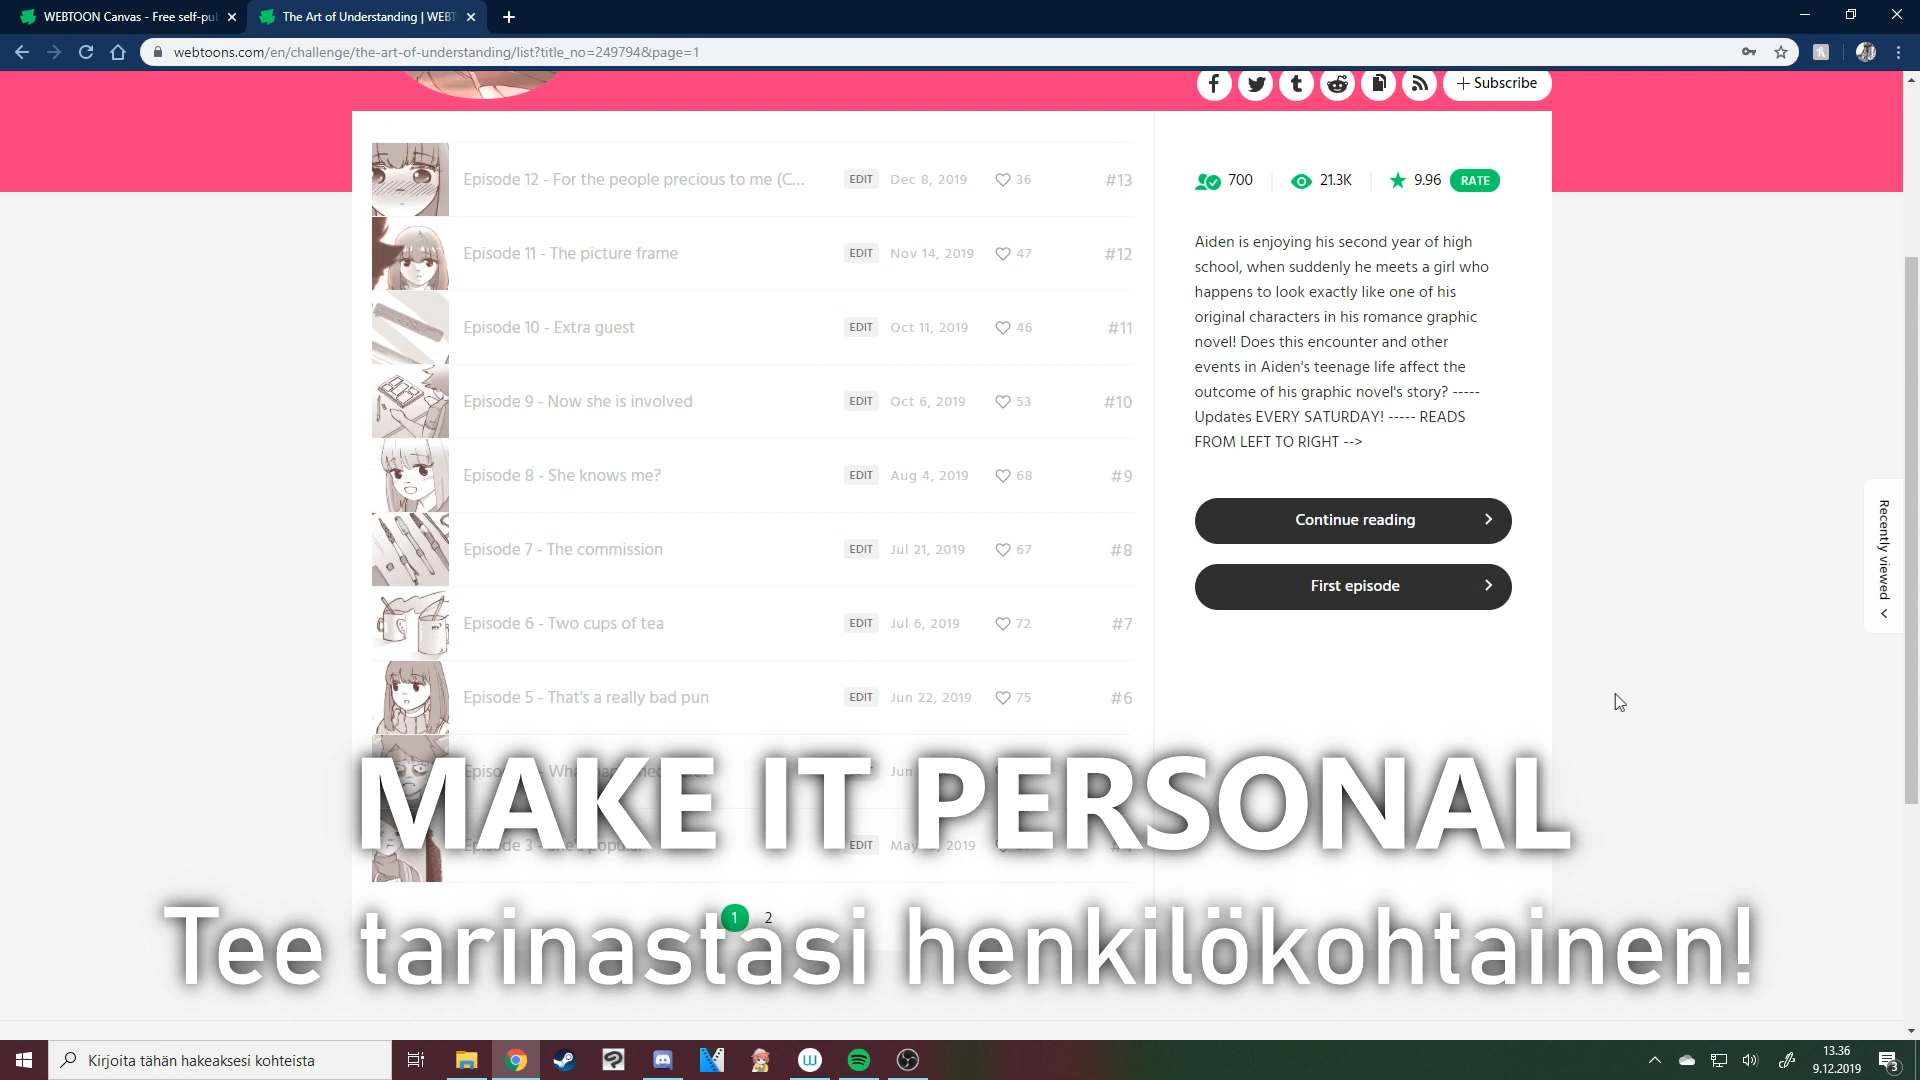 WEBTOON Canvas - Free self-pu
The Art of Understanding | WEBT
webtoons.com/en/challenge/the-art-of-understanding/list?title_no=249794&page=1
Subscribe
Episode 12 - For the people precious to me (C... EDIT Dec 8, 2019 36 #13
Episode 11 - The picture frame EDIT Nov 14, 2019 47 #12
Episode 10 - Extra guest EDIT Oct 11, 2019 46 #11
Episode 9 - Now she is involved EDIT Oct 6, 2019 53 #10
Episode 8 - She knows me? EDIT Aug 4, 2019 68 #9
Episode 7 - The commission EDIT Jul 21, 2019 67 #8
Episode 6 - Two cups of tea EDIT Jul 6, 2019 72 #7
Episode 5 - That's a really bad pun EDIT Jun 22, 2019 75 #6
Jun
Episode 3 - She's popular EDIT May 2019
1 2
700 21.3K 9.96 RATE
Aiden is enjoying his second year of high
school, when suddenly he meets a girl who
happens to look exactly like one of his
original characters in his romance graphic
novel! Does this encounter and other
events in Aiden's teenage life affect the
outcome of his graphic novel's story? -----
Updates EVERY SATURDAY! ----- READS
FROM LEFT TO RIGHT -->
Continue reading
First episode
Recently viewed
MAKE IT PERSONAL
Tee tarinastasi henkilökohtainen!
Kirjoita tähän hakeaksesi kohteista
13.36
9.12.2019
3